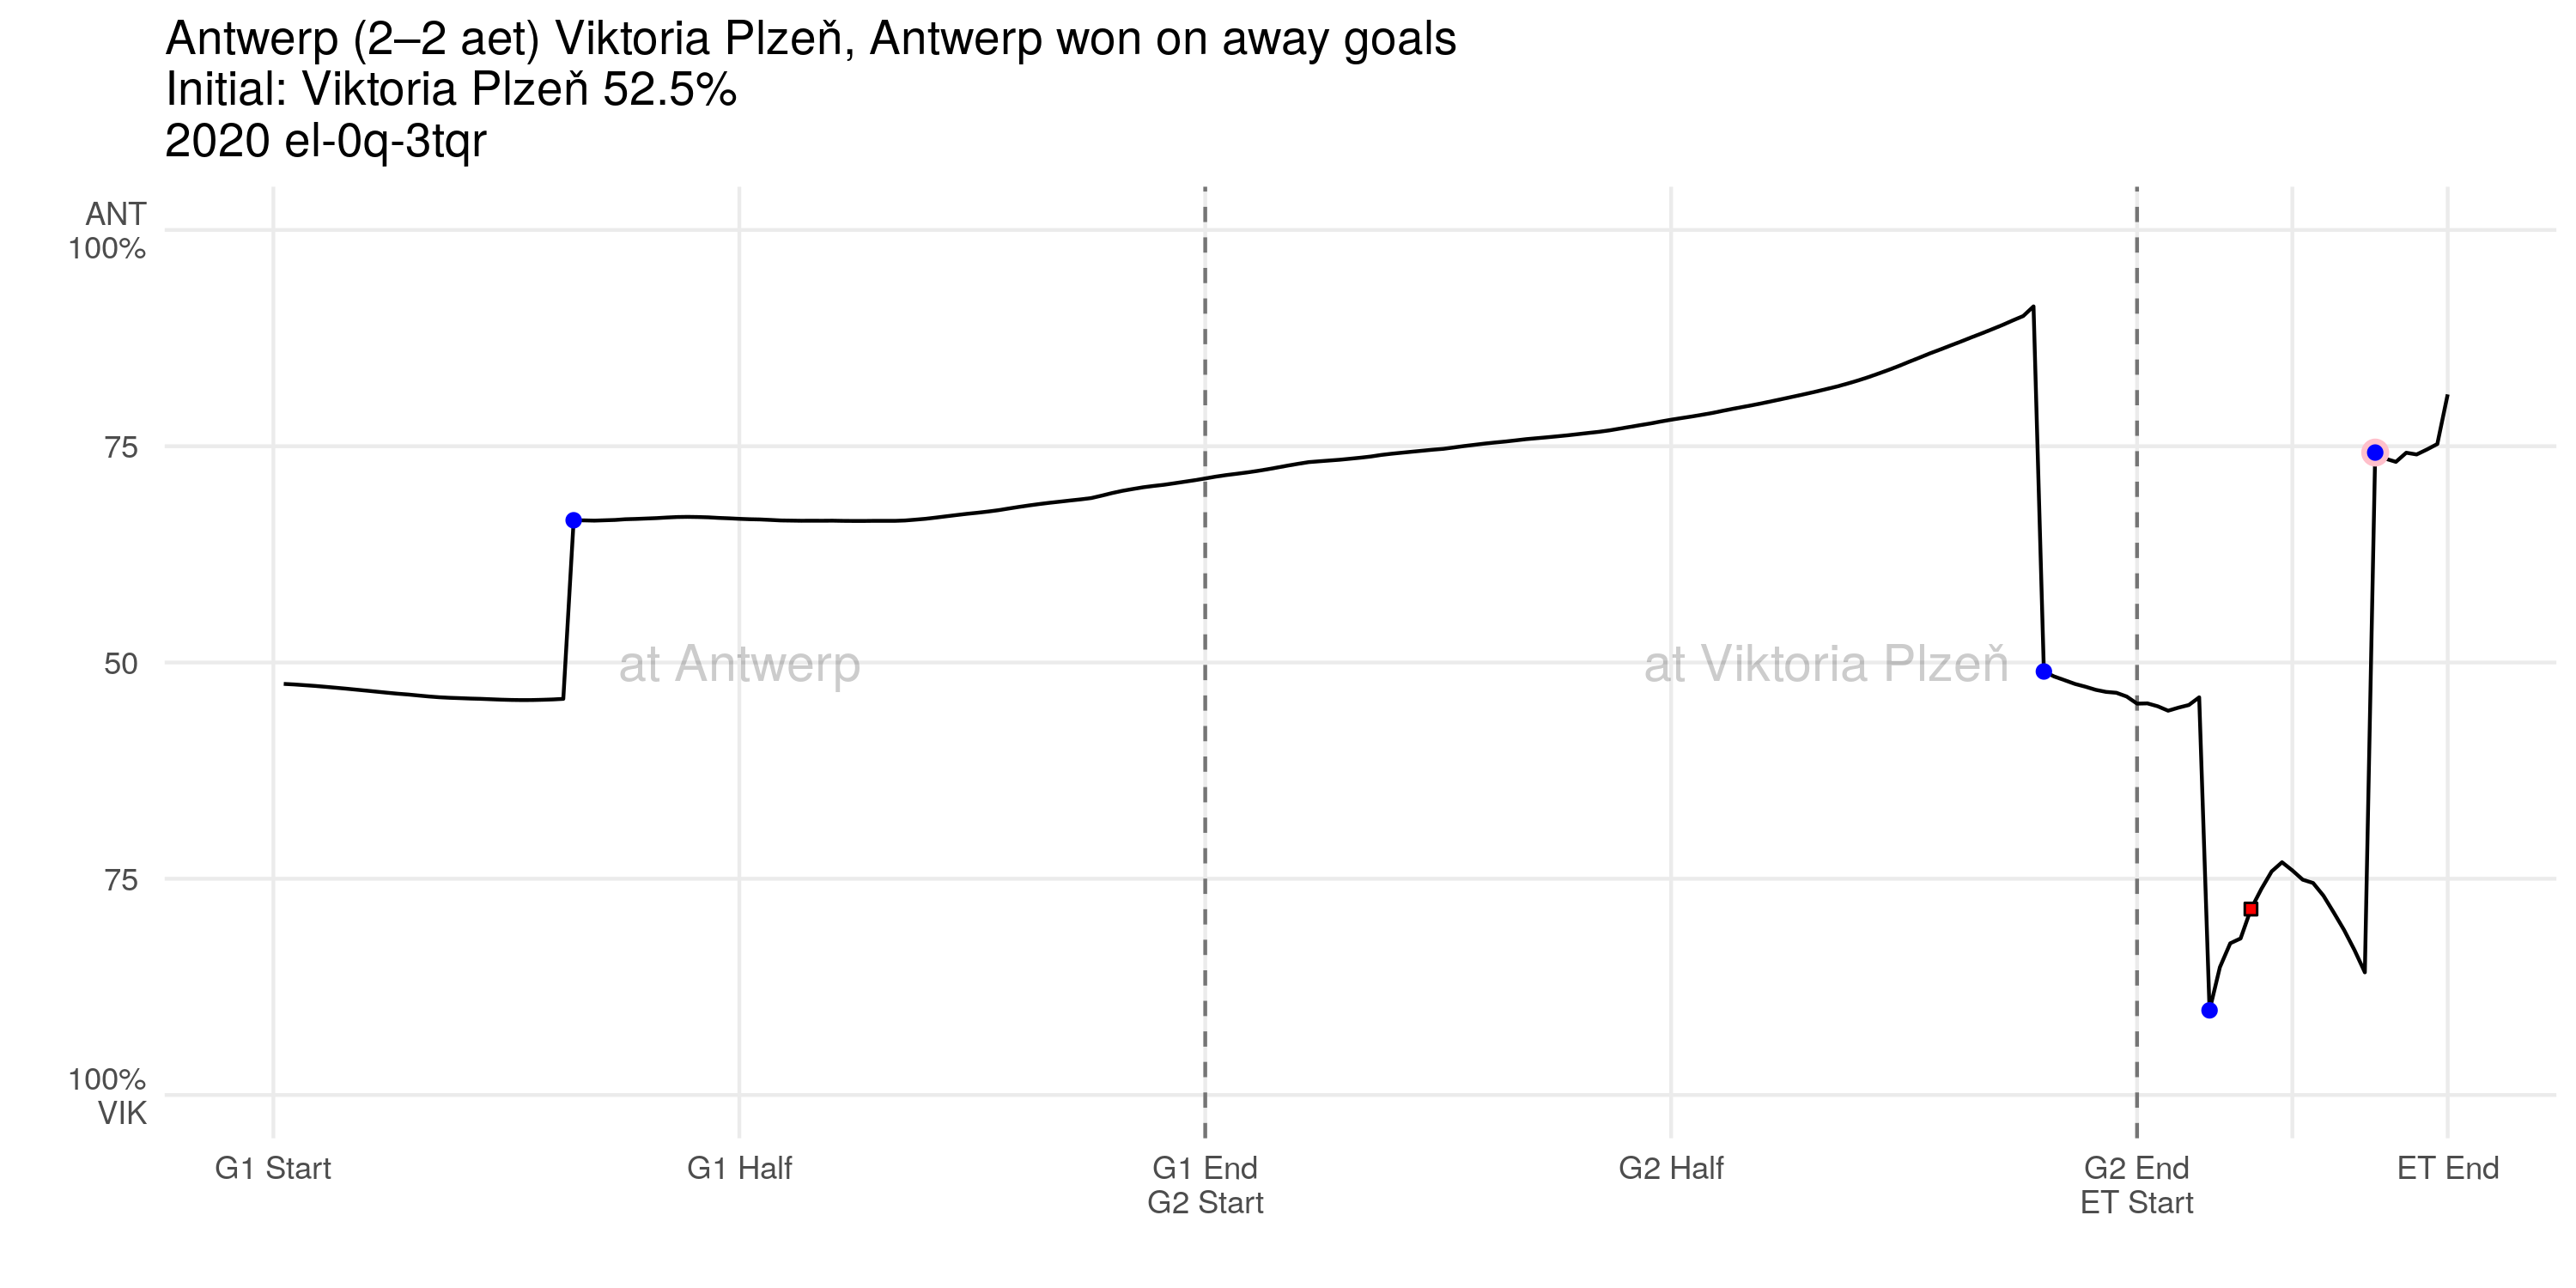 Antwerp (2–2 aet) Viktoria Plzeň, Antwerp won on away goals
Initial: Viktoria Plzeň 52.5%
2020 el-0q-3tqr
ANT
100%
75
50
75
100%
VIK
at Antwerp
at Viktoria Plzeň
G1 Start
G1 Half
G1 End
G2 Start
G2 Half
G2 End
ET Start
ET End